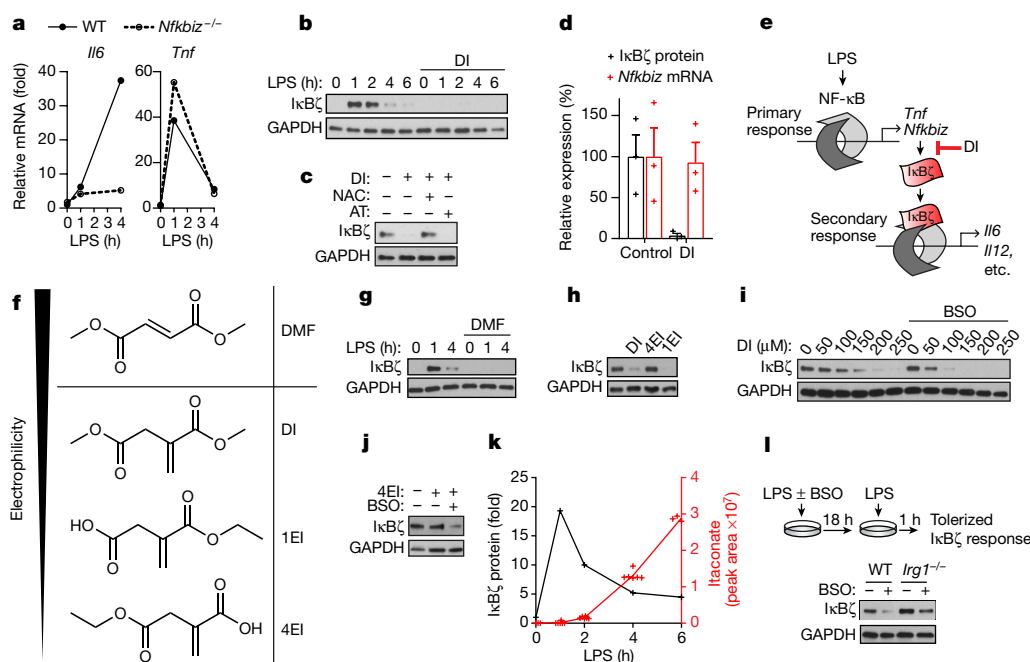 a
WT
Nfkbiz–/–
Il6
Tnf
Relative mRNA (fold)
40
30
20
10
0
60
40
20
0
0 1 2 3 4
0 1 2 3 4
LPS (h)
LPS (h)
b
DI
LPS (h): 0 1 2 4 6 0 1 2 4 6
IκBζ
GAPDH
c
DI: – + + +
NAC: – – + –
AT: – – – +
IκBζ
GAPDH
d
IκBζ protein
Nfkbiz mRNA
Relative expression (%)
150
100
50
0
Control DI
e
LPS
NF-κB
Primary
response
Tnf
Nfkbiz
DI
IκBζ
IκBζ
Secondary
response
Il6
Il12,
etc.
f
Electrophilicity
O
O
O
O
DMF
O
O
O
O
DI
O
HO
O
O
1EI
O
O
O
OH
4EI
g
DMF
LPS (h): 0 1 4 0 1 4
IκBζ
GAPDH
h
DI 4EI 1EI
IκBζ
GAPDH
i
BSO
DI (μM): 0 50 100 150 200 250 0 50 100 150 200 250
IκBζ
GAPDH
j
4EI: – + +
BSO: – – +
IκBζ
GAPDH
k
IκBζ protein (fold)
25
20
15
10
5
0
0 2 4 6
LPS (h)
4
3
2
1
0
Itaconate
(peak area ×10⁷)
l
LPS ± BSO
LPS
18 h
1 h
Tolerized
IκBζ response
WT Irg1–/–
BSO: – + – +
IκBζ
GAPDH